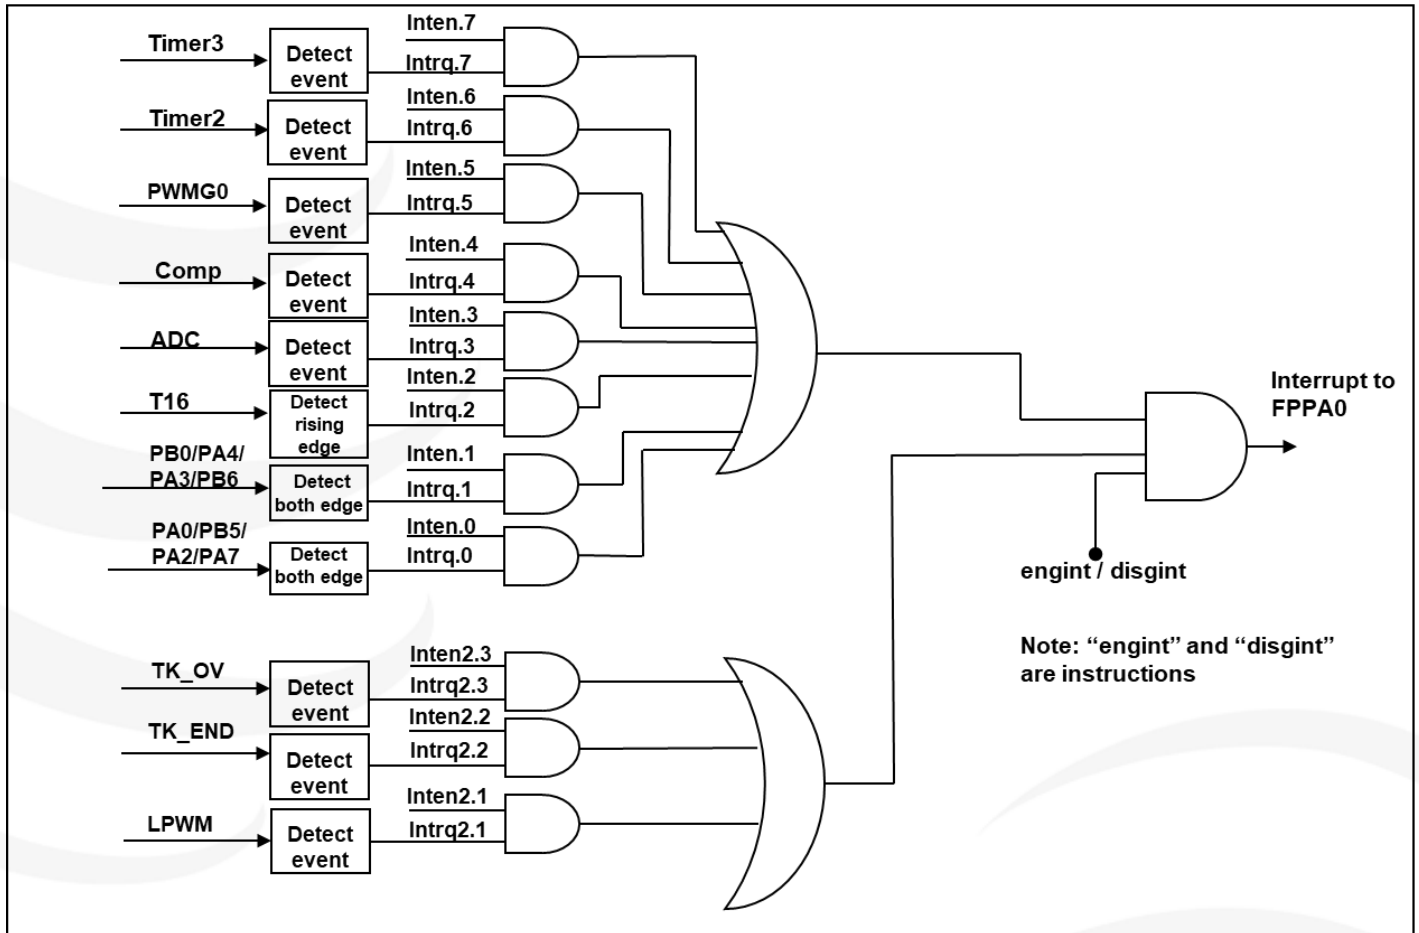 Timer3
Detect
event
Inten.7
Intrq.7
Timer2
Detect
event
Inten.6
Intrq.6
PWMG0
Detect
event
Inten.5
Intrq.5
Comp
Detect
event
Inten.4
Intrq.4
ADC
Detect
event
Inten.3
Intrq.3
T16
Detect
rising
edge
Inten.2
Intrq.2
PB0/PA4/
PA3/PB6
Detect
both edge
Inten.1
Intrq.1
PA0/PB5/
PA2/PA7
Detect
both edge
Inten.0
Intrq.0
TK_OV
Detect
event
Inten2.3
Intrq2.3
TK_END
Detect
event
Inten2.2
Intrq2.2
LPWM
Detect
event
Inten2.1
Intrq2.1
Interrupt to
FPPA0
engint / disgint
Note: “engint” and “disgint”
are instructions